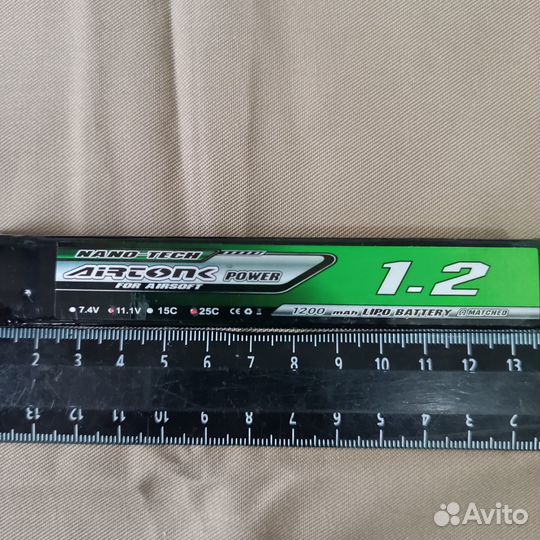 NANO-TECH
AIRTONK POWER
FOR AIRSOFT
1.2
7.4V 11.1V 15C 25C CE
1200 mah LIPO BATTERY MATCHED
2 3 4 5 6 7 8 9 10 11 12 13
13 12 11 10 9 8 7 6 5 4 3 2
Avito